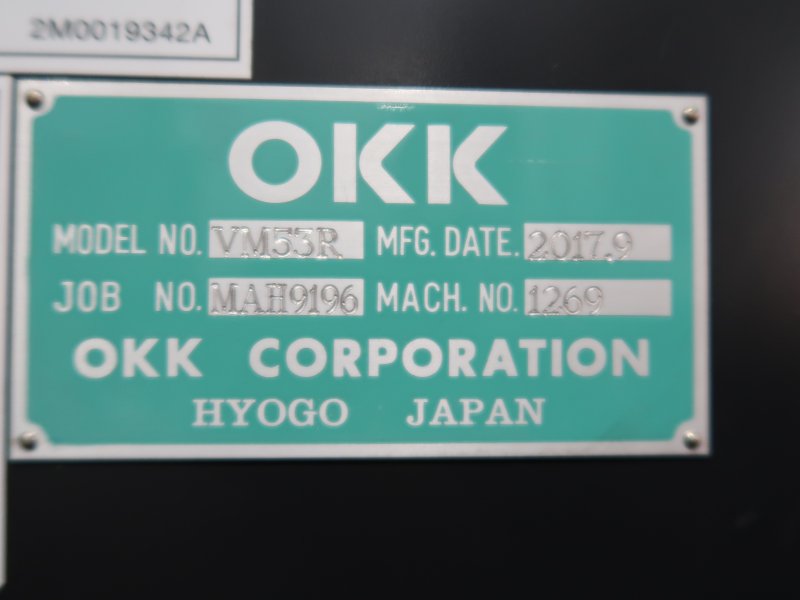 2M0019342A
OKK
MODEL NO. VM53R MFG. DATE. 2017.9
JOB NO. MAH9196 MACH. NO. 1269
OKK CORPORATION
HYOGO JAPAN